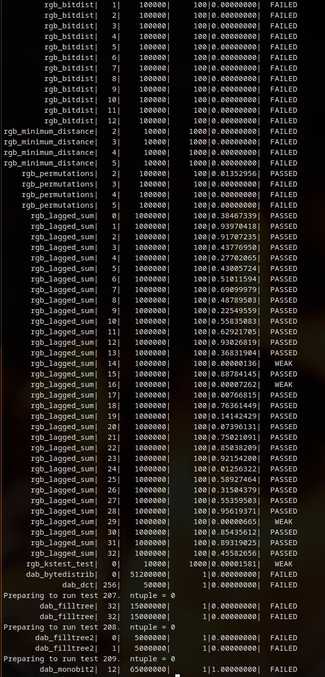 rgb_bitdist| 1| 100000| 100|0.00000000| FAILED
rgb_bitdist| 2| 100000| 100|0.00000000| FAILED
rgb_bitdist| 3| 100000| 100|0.00000000| FAILED
rgb_bitdist| 4| 100000| 100|0.00000000| FAILED
rgb_bitdist| 5| 100000| 100|0.00000000| FAILED
rgb_bitdist| 6| 100000| 100|0.00000000| FAILED
rgb_bitdist| 7| 100000| 100|0.00000000| FAILED
rgb_bitdist| 8| 100000| 100|0.00000000| FAILED
rgb_bitdist| 9| 100000| 100|0.00000000| FAILED
rgb_bitdist| 10| 100000| 100|0.00000000| FAILED
rgb_bitdist| 11| 100000| 100|0.00000000| FAILED
rgb_bitdist| 12| 100000| 100|0.00000000| FAILED
rgb_minimum_distance| 2| 10000| 1000|0.00000000| FAILED
rgb_minimum_distance| 3| 10000| 1000|0.00000000| FAILED
rgb_minimum_distance| 4| 10000| 1000|0.00000000| FAILED
rgb_minimum_distance| 5| 10000| 1000|0.00000000| FAILED
rgb_permutations| 2| 100000| 100|0.01352956| PASSED
rgb_permutations| 3| 100000| 100|0.00000000| FAILED
rgb_permutations| 4| 100000| 100|0.00000000| FAILED
rgb_permutations| 5| 100000| 100|0.00000000| FAILED
rgb_lagged_sum| 0| 1000000| 100|0.38467339| PASSED
rgb_lagged_sum| 1| 1000000| 100|0.93970418| PASSED
rgb_lagged_sum| 2| 1000000| 100|0.91707235| PASSED
rgb_lagged_sum| 3| 1000000| 100|0.43776950| PASSED
rgb_lagged_sum| 4| 1000000| 100|0.27702065| PASSED
rgb_lagged_sum| 5| 1000000| 100|0.43005724| PASSED
rgb_lagged_sum| 6| 1000000| 100|0.51011594| PASSED
rgb_lagged_sum| 7| 1000000| 100|0.69099979| PASSED
rgb_lagged_sum| 8| 1000000| 100|0.48789503| PASSED
rgb_lagged_sum| 9| 1000000| 100|0.22549559| PASSED
rgb_lagged_sum| 10| 1000000| 100|0.55835083| PASSED
rgb_lagged_sum| 11| 1000000| 100|0.62921705| PASSED
rgb_lagged_sum| 12| 1000000| 100|0.93026819| PASSED
rgb_lagged_sum| 13| 1000000| 100|0.36831904| PASSED
rgb_lagged_sum| 14| 1000000| 100|0.00000136| WEAK
rgb_lagged_sum| 15| 1000000| 100|0.88784145| PASSED
rgb_lagged_sum| 16| 1000000| 100|0.00007262| WEAK
rgb_lagged_sum| 17| 1000000| 100|0.00766815| PASSED
rgb_lagged_sum| 18| 1000000| 100|0.76361449| PASSED
rgb_lagged_sum| 19| 1000000| 100|0.14142429| PASSED
rgb_lagged_sum| 20| 1000000| 100|0.07396131| PASSED
rgb_lagged_sum| 21| 1000000| 100|0.75021091| PASSED
rgb_lagged_sum| 22| 1000000| 100|0.85038209| PASSED
rgb_lagged_sum| 23| 1000000| 100|0.92154200| PASSED
rgb_lagged_sum| 24| 1000000| 100|0.01256322| PASSED
rgb_lagged_sum| 25| 1000000| 100|0.58927464| PASSED
rgb_lagged_sum| 26| 1000000| 100|0.31504379| PASSED
rgb_lagged_sum| 27| 1000000| 100|0.55359503| PASSED
rgb_lagged_sum| 28| 1000000| 100|0.95619371| PASSED
rgb_lagged_sum| 29| 1000000| 100|0.00000665| WEAK
rgb_lagged_sum| 30| 1000000| 100|0.85435612| PASSED
rgb_lagged_sum| 31| 1000000| 100|0.89319025| PASSED
rgb_lagged_sum| 32| 1000000| 100|0.45582656| PASSED
rgb_kstest_test| 0| 10000| 1000|0.00001581| WEAK
dab_bytedistrib| 0| 51200000| 1|0.00000000| FAILED
dab_dct| 256| 50000| 1|0.00000000| FAILED
Preparing to run test 207. ntuple = 0
dab_filltree| 32| 15000000| 1|0.00000000| FAILED
dab_filltree| 32| 15000000| 1|0.00000000| FAILED
Preparing to run test 208. ntuple = 0
dab_filltree2| 0| 5000000| 1|0.00000000| FAILED
dab_filltree2| 1| 5000000| 1|0.00000000| FAILED
Preparing to run test 209. ntuple = 0
dab_monobit2| 12| 65000000| 1|1.00000000| FAILED